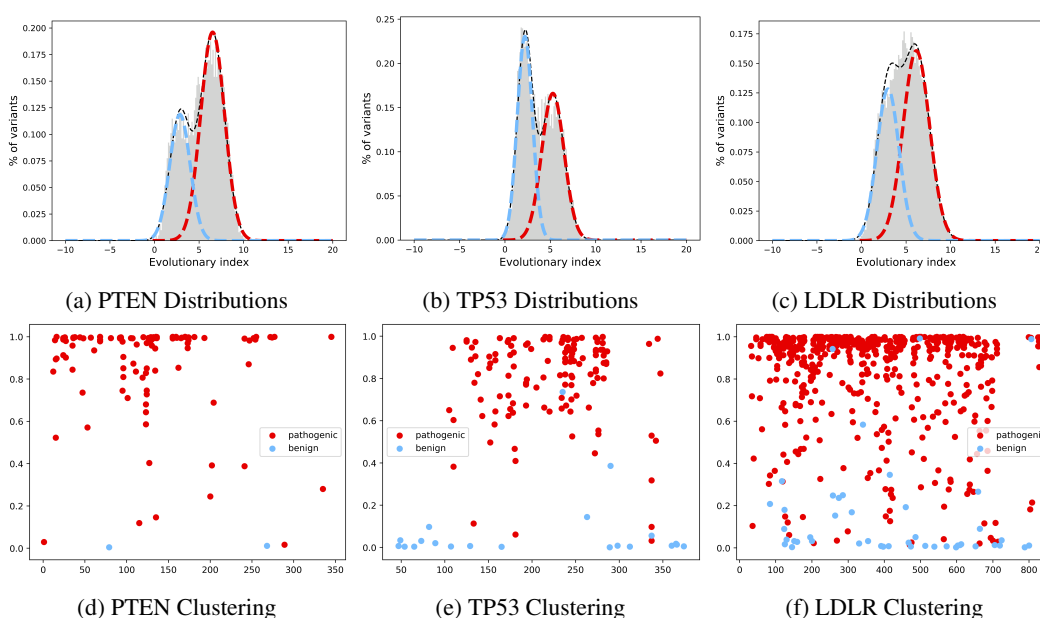 0.200
0.175
0.150
0.125
0.100
0.075
0.050
0.025
0.000
% of variants
−10 −5 0 5 10 15 20
Evolutionary index
(a) PTEN Distributions
0.25
0.20
0.15
0.10
0.05
0.00
% of variants
−10 −5 0 5 10 15 20
Evolutionary index
(b) TP53 Distributions
0.175
0.150
0.125
0.100
0.075
0.050
0.025
0.000
% of variants
−10 −5 0 5 10 15 20
Evolutionary index
(c) LDLR Distributions
1.0
0.8
0.6
0.4
0.2
0.0
pathogenic
benign
0 50 100 150 200 250 300 350
(d) PTEN Clustering
1.0
0.8
0.6
0.4
0.2
0.0
pathogenic
benign
50 100 150 200 250 300 350
(e) TP53 Clustering
1.0
0.8
0.6
0.4
0.2
0.0
pathogenic
benign
0 100 200 300 400 500 600 700 800
(f) LDLR Clustering